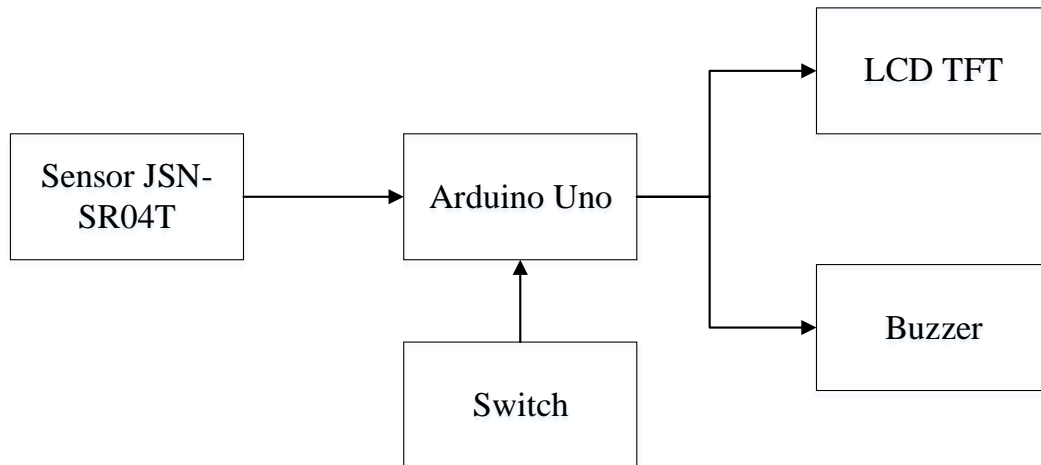 LCD TFT
Sensor JSN-
SR04T
Arduino Uno
Buzzer
Switch